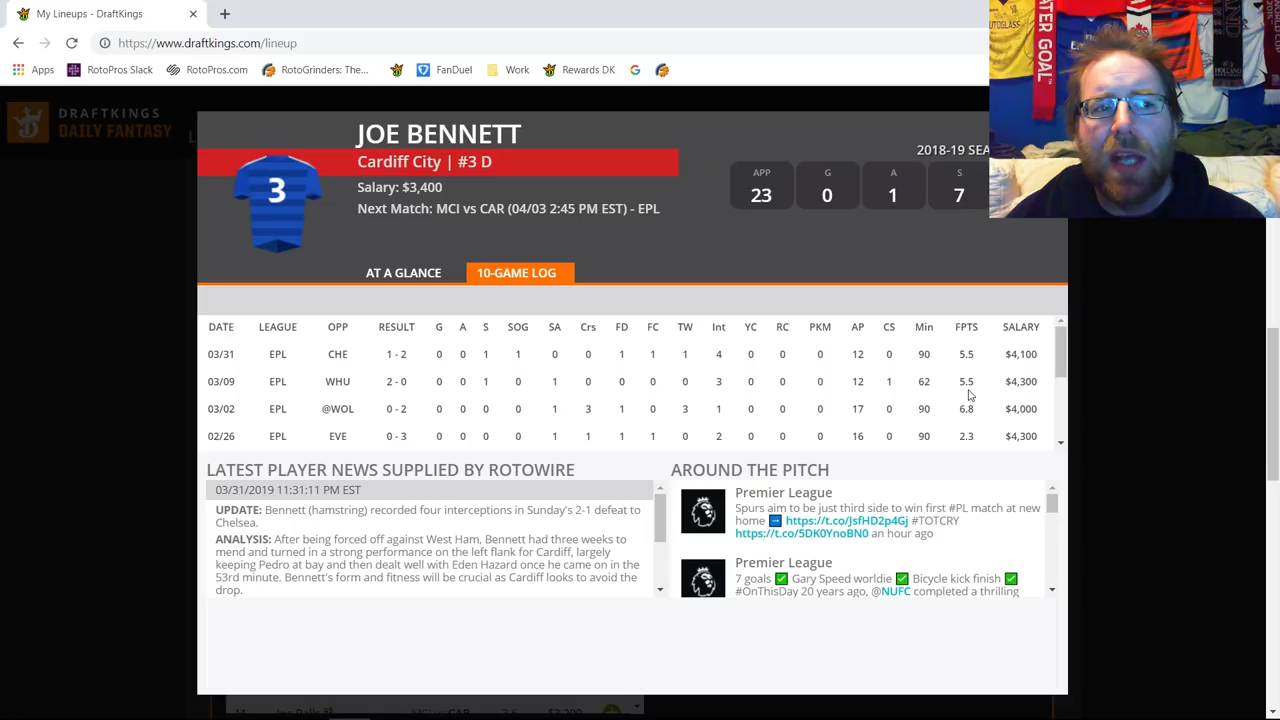 My Lineups - DraftKings
https://www.draftkings.com/lineup
Apps RotoPros Slack RotoPros.com RotoGrinders: The... FanDuel Work Rewards DK
DRAFTKINGS
DAILY FANTASY
JOE BENNETT
Cardiff City | #3 D
Salary: $3,400
Next Match: MCI vs CAR (04/03 2:45 PM EST) - EPL
3
2018-19 SEA
APP G A S
23 0 1 7
AT A GLANCE 10-GAME LOG
DATE LEAGUE OPP RESULT G A S SOG SA Crs FD FC TW Int YC RC PKM AP CS Min FPTS SALARY
03/31 EPL CHE 1 - 2 0 0 1 1 0 0 1 1 1 4 0 0 0 12 0 90 5.5 $4,100
03/09 EPL WHU 2 - 0 0 0 1 0 1 0 0 0 0 3 0 0 0 12 1 62 5.5 $4,300
03/02 EPL @WOL 0 - 2 0 0 0 0 1 3 1 0 3 1 0 0 0 17 0 90 6.8 $4,000
02/26 EPL EVE 0 - 3 0 0 0 0 1 1 1 1 0 2 0 0 0 16 0 90 2.3 $4,300
LATEST PLAYER NEWS SUPPLIED BY ROTOWIRE
03/31/2019 11:31:11 PM EST
UPDATE: Bennett (hamstring) recorded four interceptions in Sunday's 2-1 defeat to
Chelsea.
ANALYSIS: After being forced off against West Ham, Bennett had three weeks to
mend and turned in a strong performance on the left flank for Cardiff, largely
keeping Pedro at bay and then dealt well with Eden Hazard once he came on in the
53rd minute. Bennett's form and fitness will be crucial as Cardiff looks to avoid the
drop.
AROUND THE PITCH
Premier League
Spurs aim to be just third side to win first #PL match at new
home ➡ https://t.co/JsfHD2p4Gj #TOTCRY
https://t.co/5DK0YnoBN0 an hour ago
Premier League
7 goals ✅ Gary Speed worldie ✅ Bicycle kick finish ✅
#OnThisDay 20 years ago, @NUFC completed a thrilling
ATER GOAL
HOLLAND